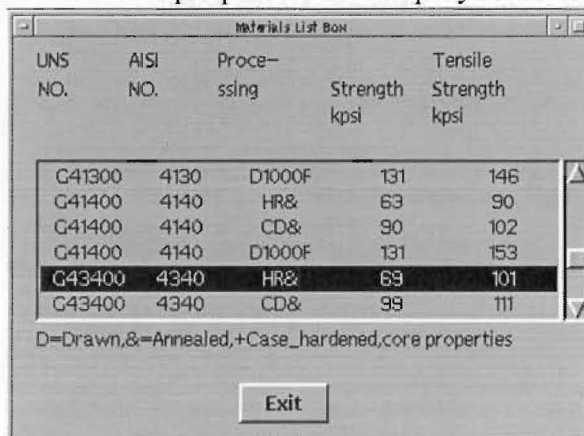 Materials List Box
UNS AISI Proce- Tensile
NO. NO. ssing Strength Strength
kpsi kpsi
G41300 4130 D1000F 131 146
G41400 4140 HR& 63 90
G41400 4140 CD& 90 102
G41400 4140 D1000F 131 153
G43400 4340 HR& 69 101
G43400 4340 CD& 99 111
D=Drawn,&=Annealed,+Case_hardened,core properties
Exit